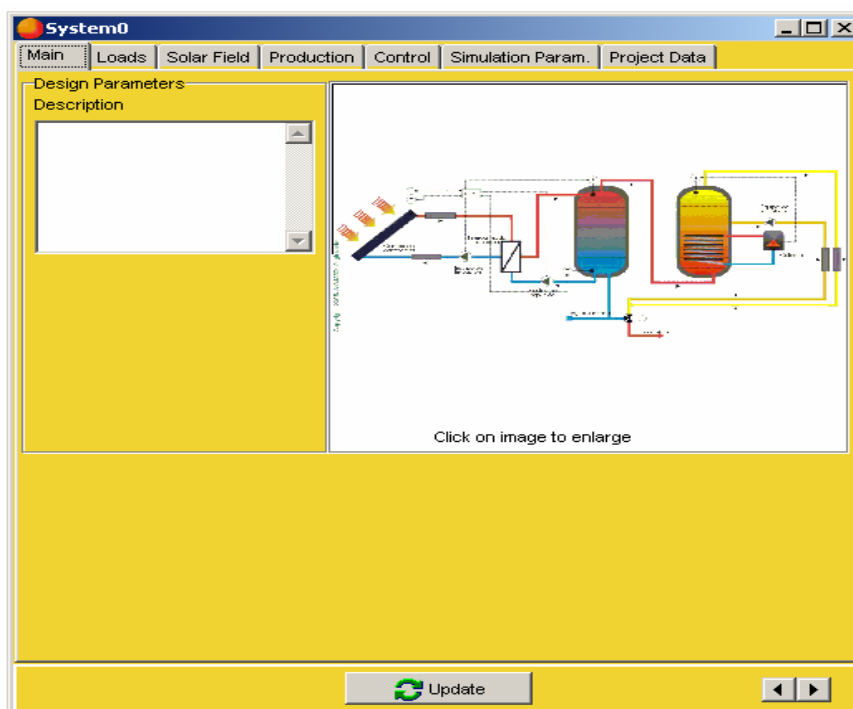 System0
Main
Loads
Solar Field
Production
Control
Simulation Param.
Project Data
Design Parameters
Description
Click on image to enlarge
Update